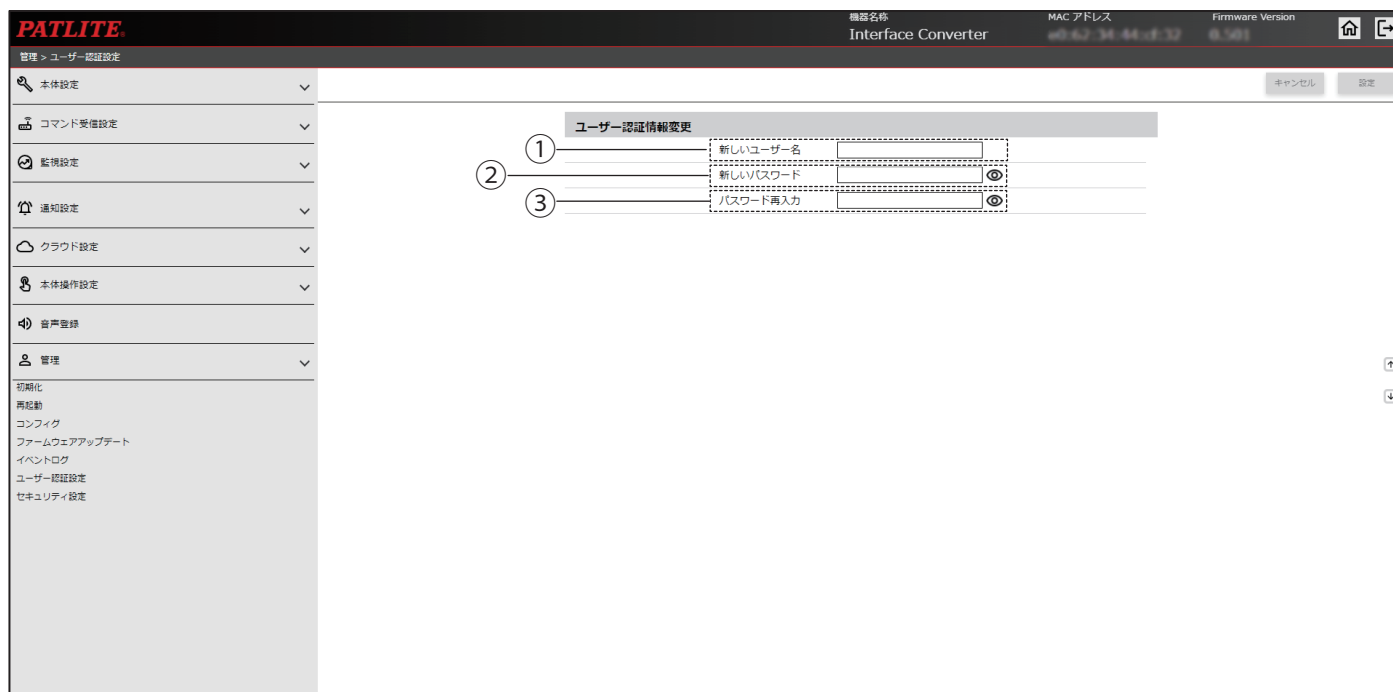 PATLITE
機器名称
Interface Converter
MAC アドレス
Firmware Version
管理 > ユーザー認証設定
本体設定
コマンド受信設定
監視設定
通知設定
クラウド設定
本体操作設定
音声登録
管理
初期化
再起動
コンフィグ
ファームウェアアップデート
イベントログ
ユーザー認証設定
セキュリティ設定
キャンセル
設定
ユーザー認証情報変更
① 新しいユーザー名
② 新しいパスワード
③ パスワード再入力